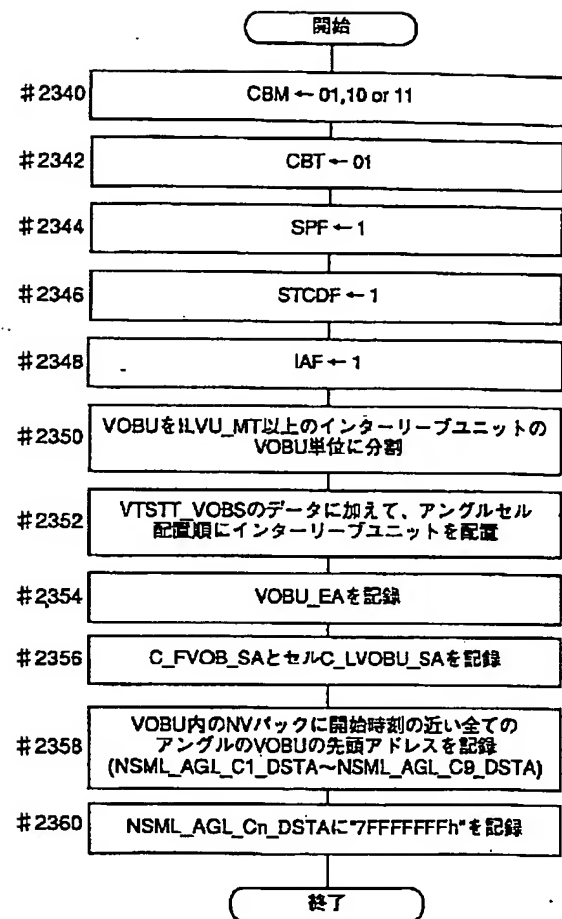 開始
#2340
CBM ← 01,10 or 11
#2342
CBT ← 01
#2344
SPF ← 1
#2346
STCDF ← 1
#2348
IAF ← 1
#2350
VOBUをILVU_MT以上のインターリーブユニットの
VOBU単位に分割
#2352
VTSTT_VOBSのデータに加えて、アングルセル
配置順にインターリーブユニットを配置
#2354
VOBU_EAを記録
#2356
C_FVOB_SAとセルC_LVOBU_SAを記録
#2358
VOBU内のNVパックに開始時刻の近い全ての
アングルのVOBUの先頭アドレスを記録
(NSML_AGL_C1_DSTA～NSML_AGL_C9_DSTA)
#2360
NSML_AGL_Cn_DSTAに"7FFFFFFFh"を記録
終了